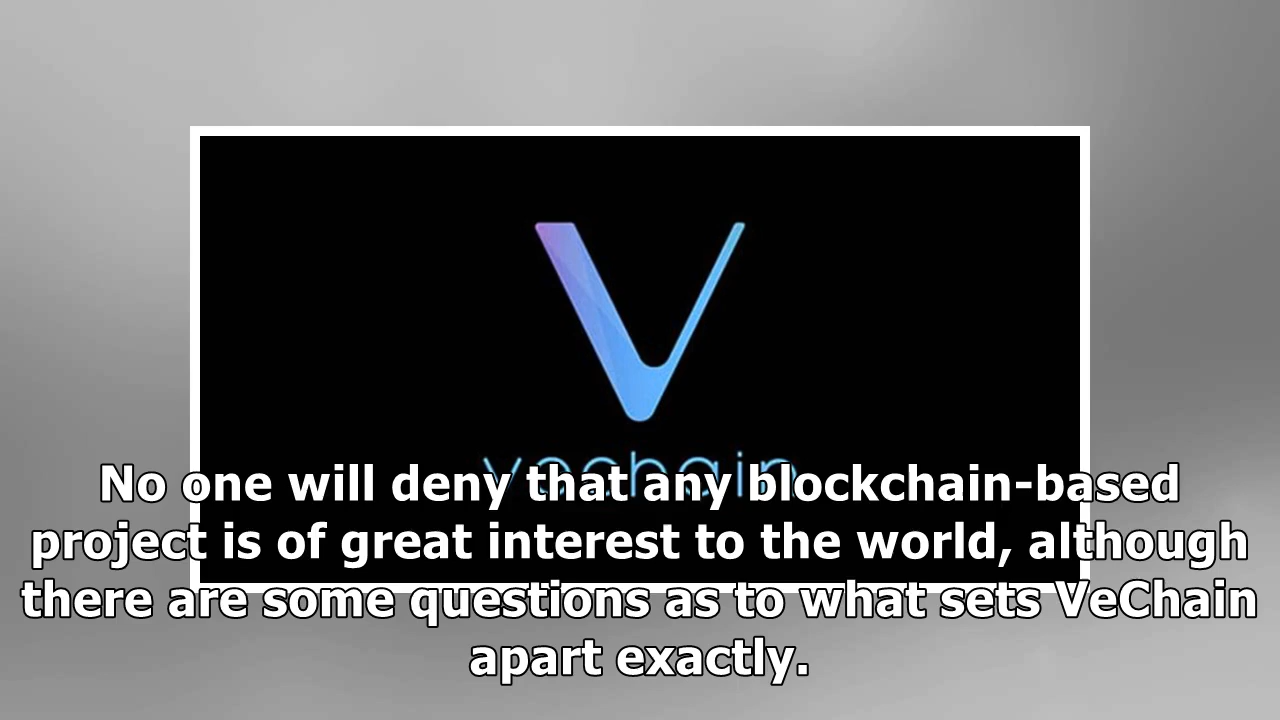 vechain
No one will deny that any blockchain-based
project is of great interest to the world, although
there are some questions as to what sets VeChain
apart exactly.